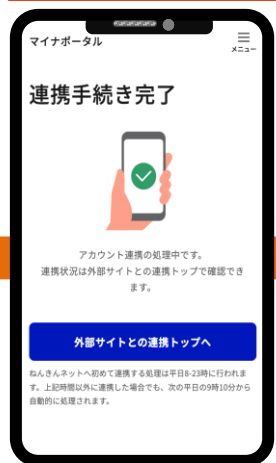 マイナポータル
メニュー
連携手続き完了
アカウント連携の処理中です。
連携状況は外部サイトとの連携トップで確認でき
ます。
外部サイトとの連携トップへ
ねんきんネットへ初めて連携する処理は平日8-23時に行われま
す。上記時間以外に連携した場合でも、次の平日の9時10分から
自動的に処理されます。